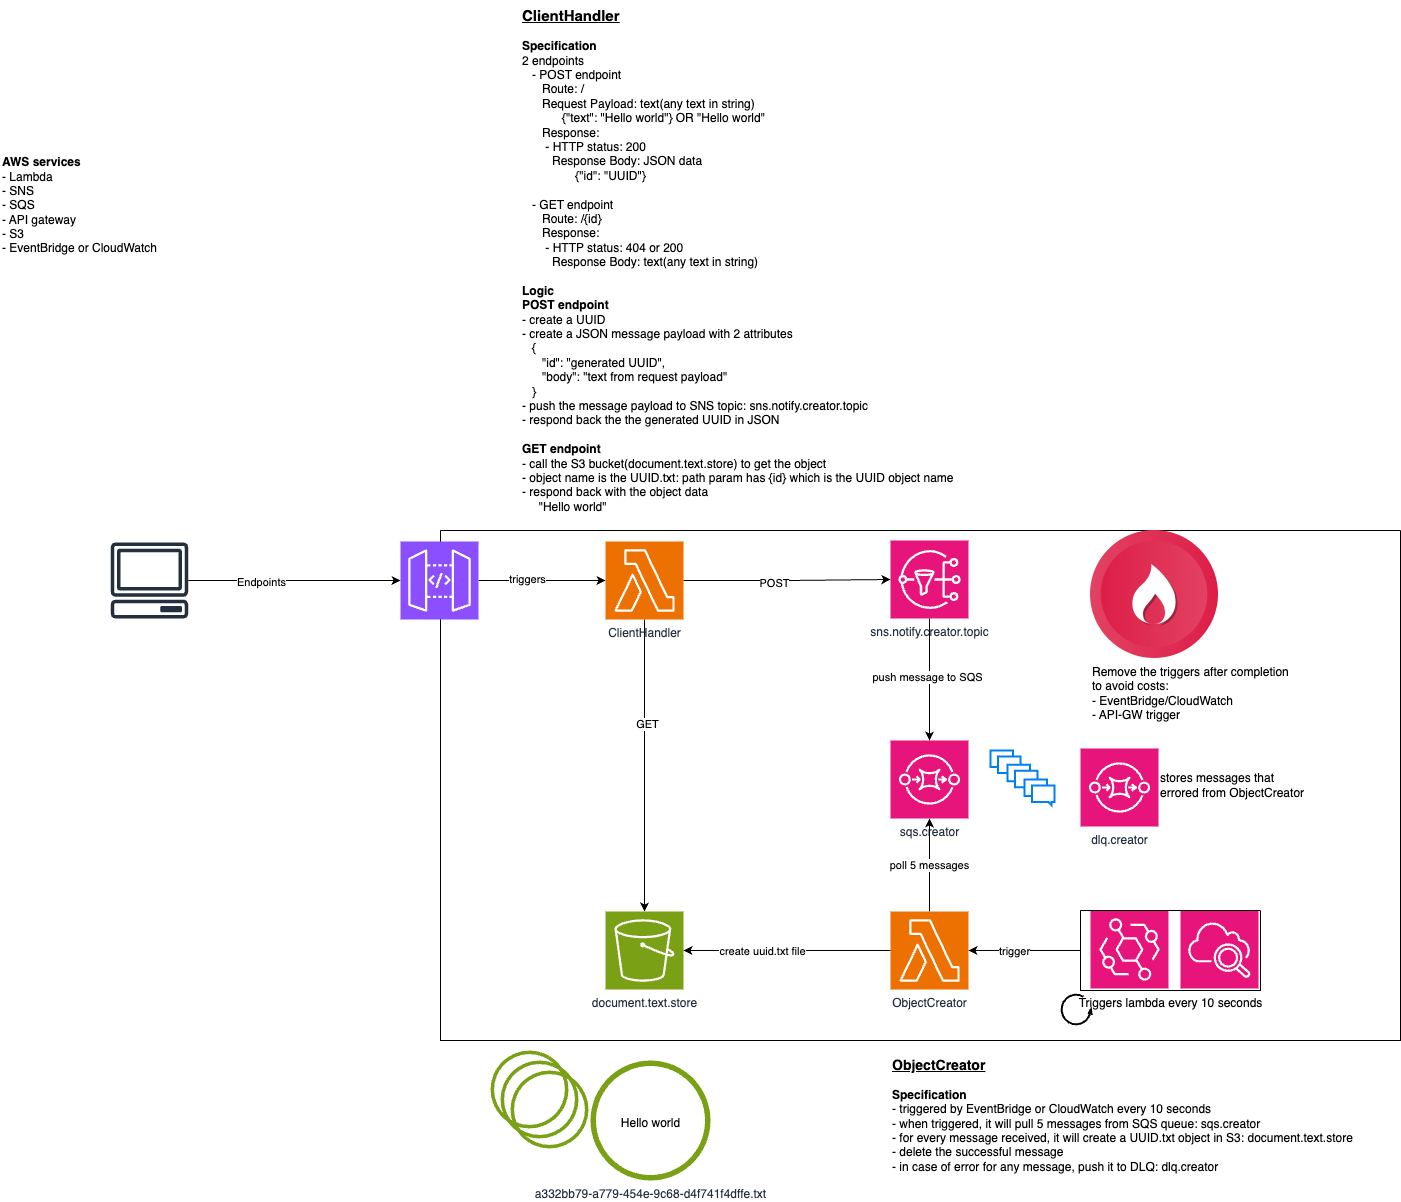 ClientHandler
Specification
2 endpoints
- POST endpoint
Route: /
Request Payload: text(any text in string)
{"text": "Hello world"} OR "Hello world"
Response:
- HTTP status: 200
Response Body: JSON data
{"id": "UUID"}
- GET endpoint
Route: /{id}
Response:
- HTTP status: 404 or 200
Response Body: text(any text in string)
Logic
POST endpoint
- create a UUID
- create a JSON message payload with 2 attributes
{
"id": "generated UUID",
"body": "text from request payload"
}
- push the message payload to SNS topic: sns.notify.creator.topic
- respond back the the generated UUID in JSON
GET endpoint
- call the S3 bucket(document.text.store) to get the object
- object name is the UUID.txt: path param has {id} which is the UUID object name
- respond back with the object data
"Hello world"
AWS services
- Lambda
- SNS
- SQS
- API gateway
- S3
- EventBridge or CloudWatch
Endpoints
</>
triggers
ClientHandler
POST
sns.notify.creator.topic
Remove the triggers after completion
to avoid costs:
- EventBridge/CloudWatch
- API-GW trigger
push message to SQS
GET
sqs.creator
stores messages that
errored from ObjectCreator
dlq.creator
poll 5 messages
document.text.store
create uuid.txt file
ObjectCreator
trigger
Triggers lambda every 10 seconds
Hello world
a332bb79-a779-454e-9c68-d4f741f4dffe.txt
ObjectCreator
Specification
- triggered by EventBridge or CloudWatch every 10 seconds
- when triggered, it will pull 5 messages from SQS queue: sqs.creator
- for every message received, it will create a UUID.txt object in S3: document.text.store
- delete the successful message
- in case of error for any message, push it to DLQ: dlq.creator